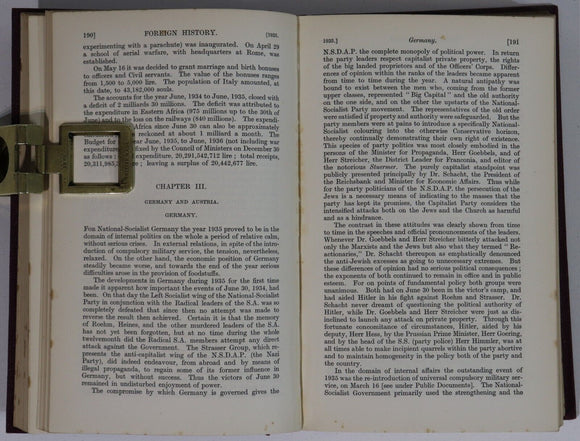 190] FOREIGN HISTORY. [1935.
experimenting with a parachute) was inaugurated. On April 29
a school of aerial warfare, with headquarters at Rome, was
established.
On May 16 it was decided to grant marriage and birth bonuses
to officers and Civil servants. The value of the bonuses ranges
from 1,500 to 5,000 lire. The population of Italy amounted, at
this date, to 43,182,000 souls.
The accounts for the year June, 1934 to June, 1935, closed with
a deficit of 2 milliards 30 millions. The deficit was attributed to
the expenditure in Eastern Africa (975 millions up to the 30th of
June) and to the loss on the railways (840 millions). The expendi-
Africa since June 30 can also be approximately
reckoned at about 1 milliard a month. The
Budget for year June, 1935, to June, 1936 (not including war
expenditure) fixed by the Council of Ministers on December 30
as follows: expenditure, 20,291,542,712 lire; total receipts,
20,311,985, lire; leaving a surplus of 20,442,677 lire.
CHAPTER III.
GERMANY AND AUSTRIA.
GERMANY.
FOR National-Socialist Germany the year 1935 proved to be in the
domain of internal politics on the whole a period of relative calm,
without serious crises. In external relations, in spite of the intro-
duction of compulsory military service, the tension, nevertheless,
relaxed. On the other hand, the economic position of Germany
steadily became worse, and towards the end of the year serious
difficulties arose in the provision of foodstuffs.
The developments in Germany during 1935 for the first time
made it apparent how important the events of June 30, 1934, had
been. On that day the Left Socialist wing of the National-Socialist
Party in conjunction with the Radical leaders of the S.A. was so
completely defeated that since then no attempt was made to
reverse the result then achieved. Certain it is that the memory
of Roehm, Heines, and the other murdered leaders of the S.A.
has not yet been forgotten, but at no time during the whole
twelvemonth did the Radical S.A. members attempt any direct
attack against the Government. The Strasser Group, which re-
presents the anti-capitalist wing of the N.S.D.A.P. (the Nazi
Party), did indeed endeavour, from abroad and by means of
illegal propaganda, to regain some of its former influence in
Germany, but without success. Thus the victors of June 30
remained in undisturbed enjoyment of power.
The compromise by which Germany is governed gives the
1935.] Germany. [191
N.S.D.A.P. the complete monopoly of political power. In return
the party leaders respect capitalist private property, the rights of
the big landed proprietors and of the Officers' Corps. Differ-
ences of opinion within the ranks of the leaders became apparent
from time to time during the year. A natural antipathy was
bound to exist between the men who, coming from the former
upper classes, represented "Big Capital" and the old authority
on the one side, and on the other the upstarts of the National-
Socialist Party movement. The representatives of the old order
were satisfied if property and authority were safeguarded. But the
party members were at pains to introduce a specifically National-
Socialist colouring into the otherwise Conservative horizon,
thereby continually demonstrating their own right of existence.
This species of party politics was most closely embodied in the
persons of the Minister for Propaganda, Herr Goebbels, and of
Herr Streicher, the District Leader for Franconia, and editor of
the notorious Stuermer. The purely capitalist standpoint was
publicly presented principally by Dr. Schacht, the President of
the Reichsbank and Minister for Economic Affairs. Thus while
for the party politicians of the N.S.D.A.P. the persecution of the
Jews is a necessary means of indicating to the masses that the
party has kept its promises, the Capitalist Party considers the
intensified attacks both on the Jews and the Church as harmful
and as a hindrance.
The contrast in these attitudes was clearly shown from time
to time in the speeches and official pronouncements of the leaders.
Whenever Dr. Goebbels and Herr Streicher bitterly attacked not
only the Marxists and the Jews but also what they termed "Re-
actionaries," Dr. Schacht thereupon as emphatically denounced
the anti-Jewish excesses as going to unnecessary extremes. But
these differences of opinion had no serious political consequences;
the exponents of both continued to remain in office and in public
esteem. For on points of fundamental policy both groups were
unanimous. Both had on June 30 been in the victor's camp, and
had aided Hitler in his fight against Roehm and Strasser. Dr.
Schacht never dreamt of questioning the political authority of
Hitler, while Dr. Goebbels and Herr Streicher were just as dis-
inclined to launch any attack on private property. Through this
fortunate concomitance of circumstances, Hitler, aided by his
deputy, Herr Hess, by the Prussian Prime Minister, Herr Goering,
and by the head of the S.S. (party police) Herr Himmler, was at
all times able to make incipient quarrels within the party abortive
and to maintain homogeneity in the policy both of the party and
the country.
In the domain of internal affairs the outstanding event of
1935 was the re-introduction of universal compulsory military ser-
vice, on March 16 [see under Public Documents]. The National-
Socialist Government primarily used the strengthening and the